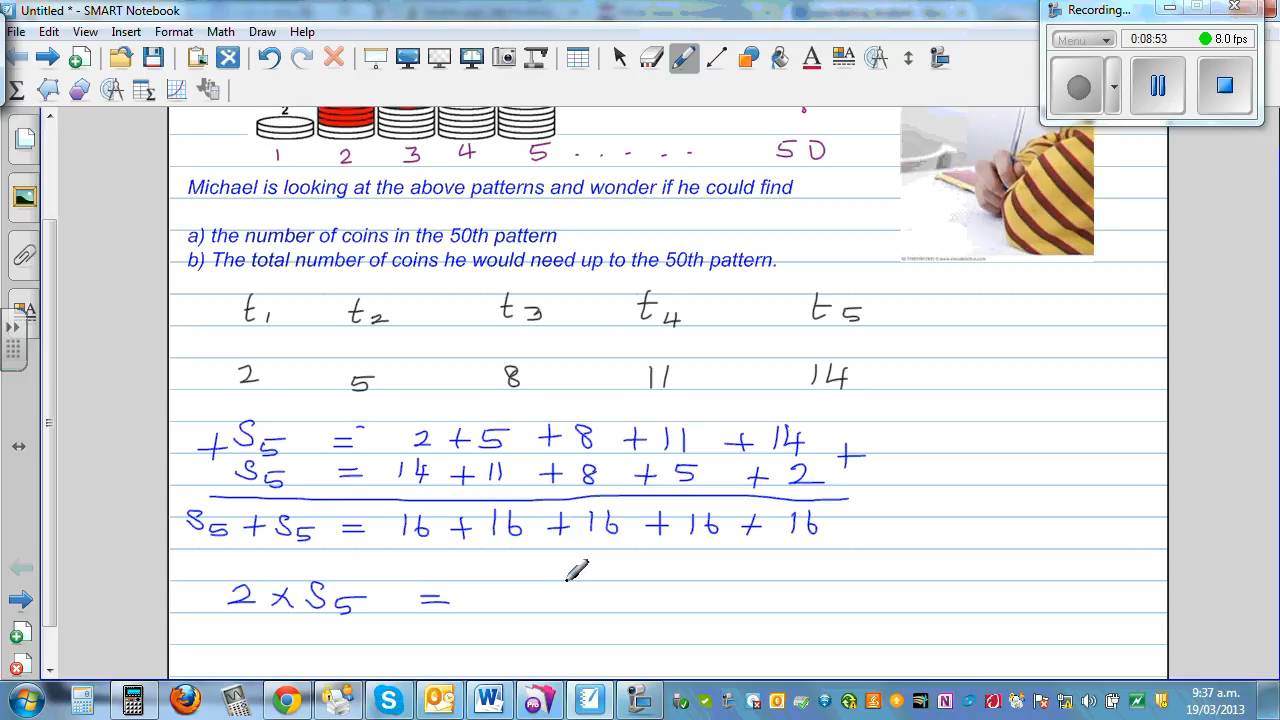 Untitled * - SMART Notebook
Recording...
File Edit View Insert Format Math Draw Help
Menu
0:08:53
8.0 fps
2
1 2 3 4 5 . . . . . 50
Michael is looking at the above patterns and wonder if he could find
a) the number of coins in the 50th pattern
b) The total number of coins he would need up to the 50th pattern.
t1 t2 t3 t4 t5
2 5 8 11 14
+ S5 = 2 + 5 + 8 + 11 + 14 +
S5 = 14 + 11 + 8 + 5 + 2
S5 + S5 = 16 + 16 + 16 + 16 + 16
2 × S5 =
9:37 a.m.
19/03/2013